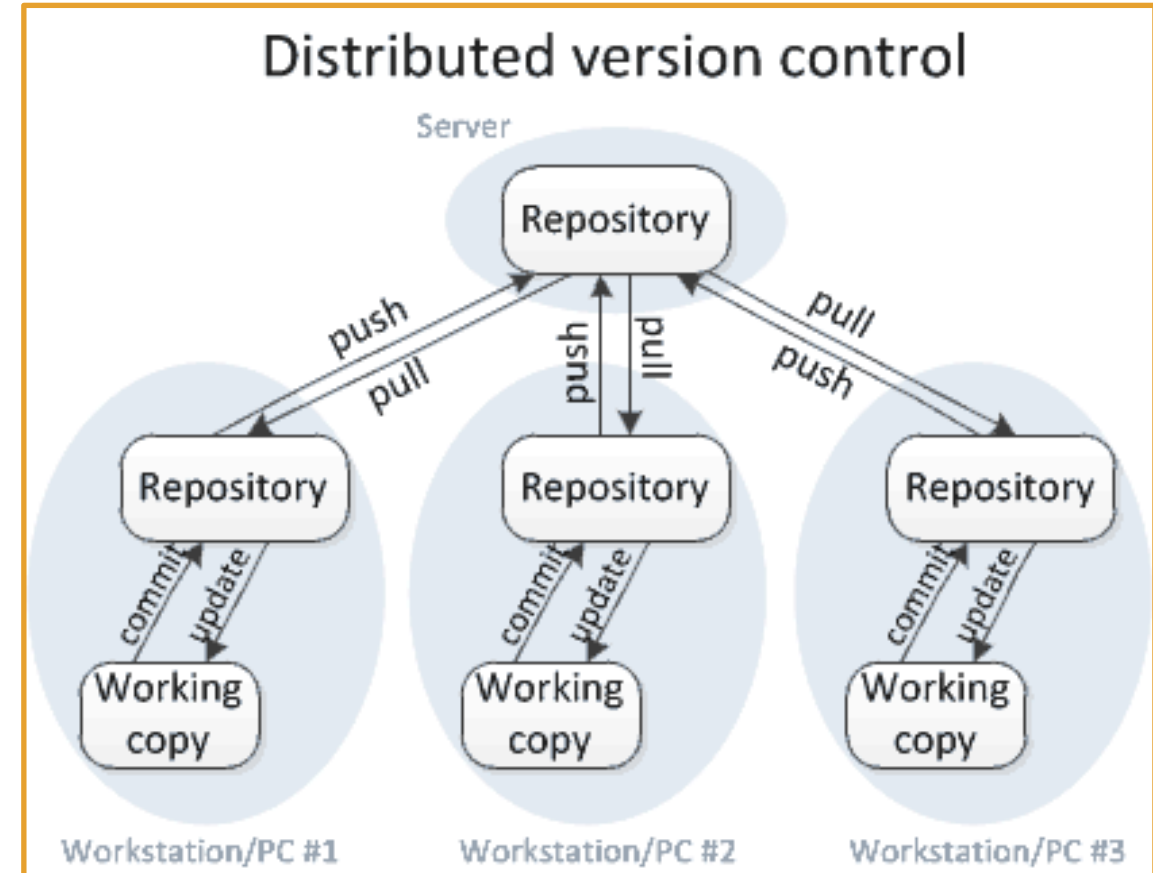 Distributed version control
Server
Repository
push
pull
push
pull
pull
push
Repository
Repository
Repository
commit
update
commit
update
commit
update
Working
copy
Working
copy
Working
copy
Workstation/PC #1
Workstation/PC #2
Workstation/PC #3